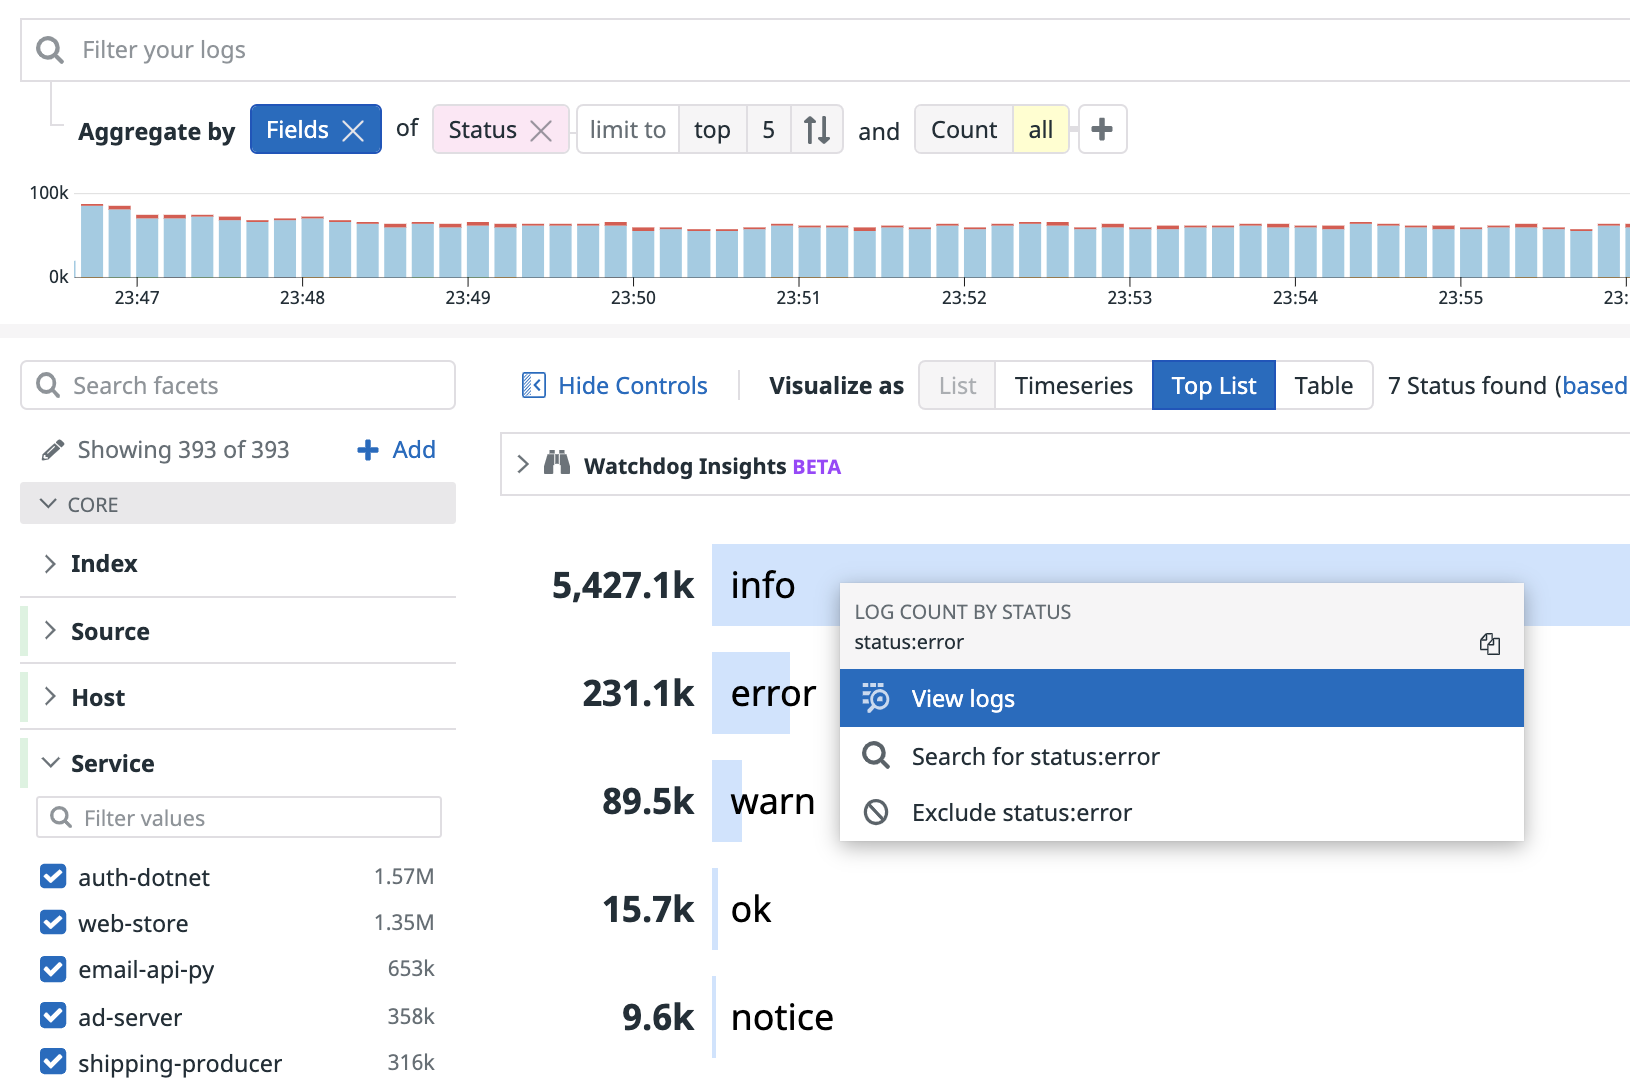 Filter your logs
Aggregate by Fields of Status limit to top 5 and Count all
100k
0k
23:47 23:48 23:49 23:50 23:51 23:52 23:53 23:54 23:55 23:
Search facets
Hide Controls Visualize as List Timeseries Top List Table 7 Status found (based
Showing 393 of 393 Add
Watchdog Insights BETA
CORE
Index
Source
Host
Service
Filter values
auth-dotnet 1.57M
web-store 1.35M
email-api-py 653k
ad-server 358k
shipping-producer 316k
5,427.1k info
231.1k error
89.5k warn
15.7k ok
9.6k notice
LOG COUNT BY STATUS
status:error
View logs
Search for status:error
Exclude status:error